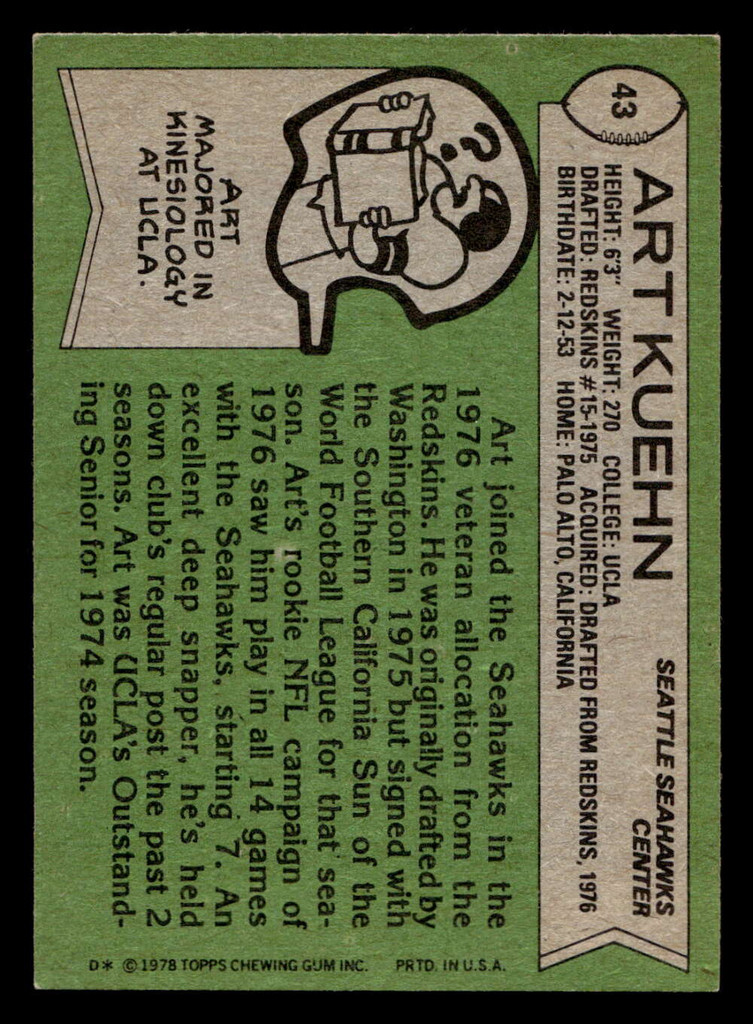 43
ART KUEHN
SEATTLE SEAHAWKS
CENTER
HEIGHT: 6'3" WEIGHT: 270 COLLEGE: UCLA
DRAFTED: REDSKINS #15-1975 ACQUIRED: DRAFTED FROM REDSKINS, 1976
BIRTHDATE: 2-12-53 HOME: PALO ALTO, CALIFORNIA
?
ART
MAJORED IN
KINESIOLOGY
AT UCLA.
Art joined the Seahawks in the
1976 veteran allocation from the
Redskins. He was originally drafted by
Washington in 1975 but signed with
the Southern California Sun of the
World Football League for that sea-
son. Art's rookie NFL campaign of
1976 saw him play in all 14 games
with the Seahawks, starting 7. An
excellent deep snapper, he's held
down club's regular post the past 2
seasons. Art was UCLA's Outstand-
ing Senior for 1974 season.
D* © 1978 TOPPS CHEWING GUM INC. PRTD. IN U.S.A.